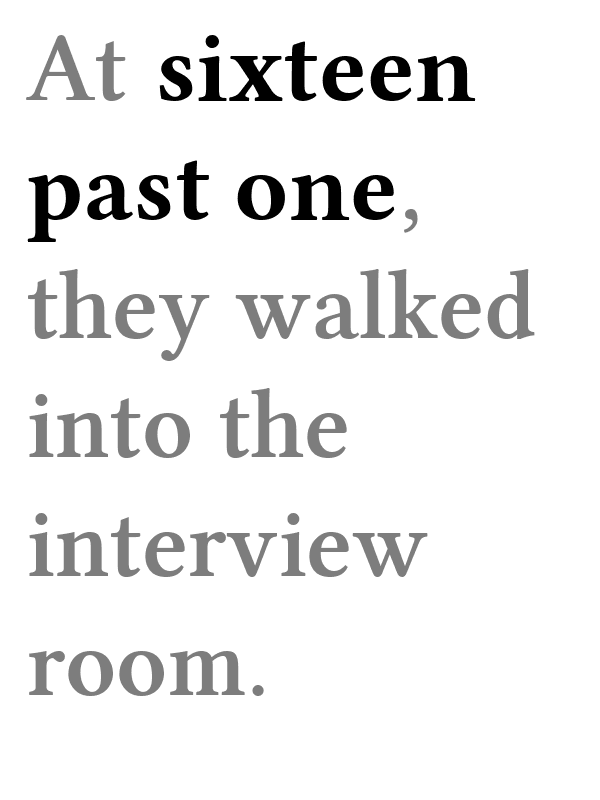 At sixteen
past one,
they walked
into the
interview
room.